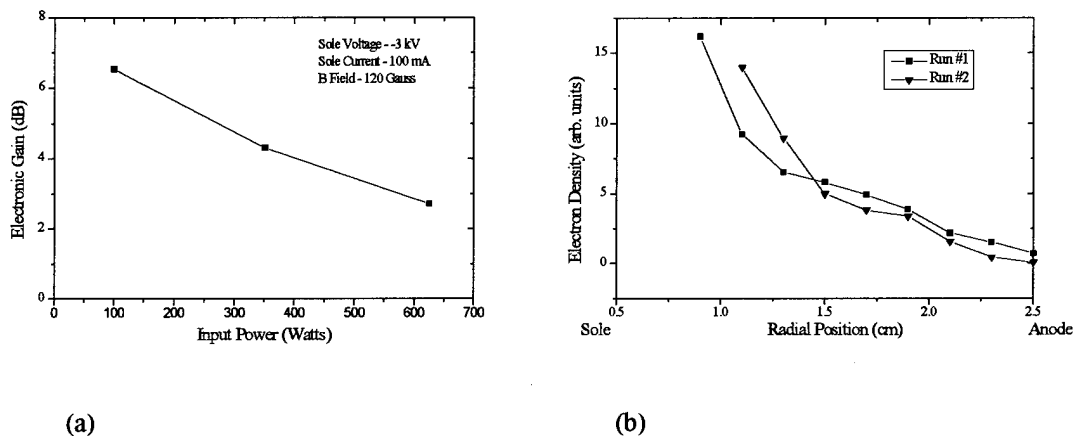 8
6
4
2
0
Electronic Gain (dB)
Sole Voltage - -3 kV
Sole Current - 100 mA
B Field - 120 Gauss
0 100 200 300 400 500 600 700
Input Power (Watts)
(a)
15
10
5
0
Electron Density (arb. units)
Run #1
Run #2
0.5 1.0 1.5 2.0 2.5
Sole Radial Position (cm) Anode
(b)